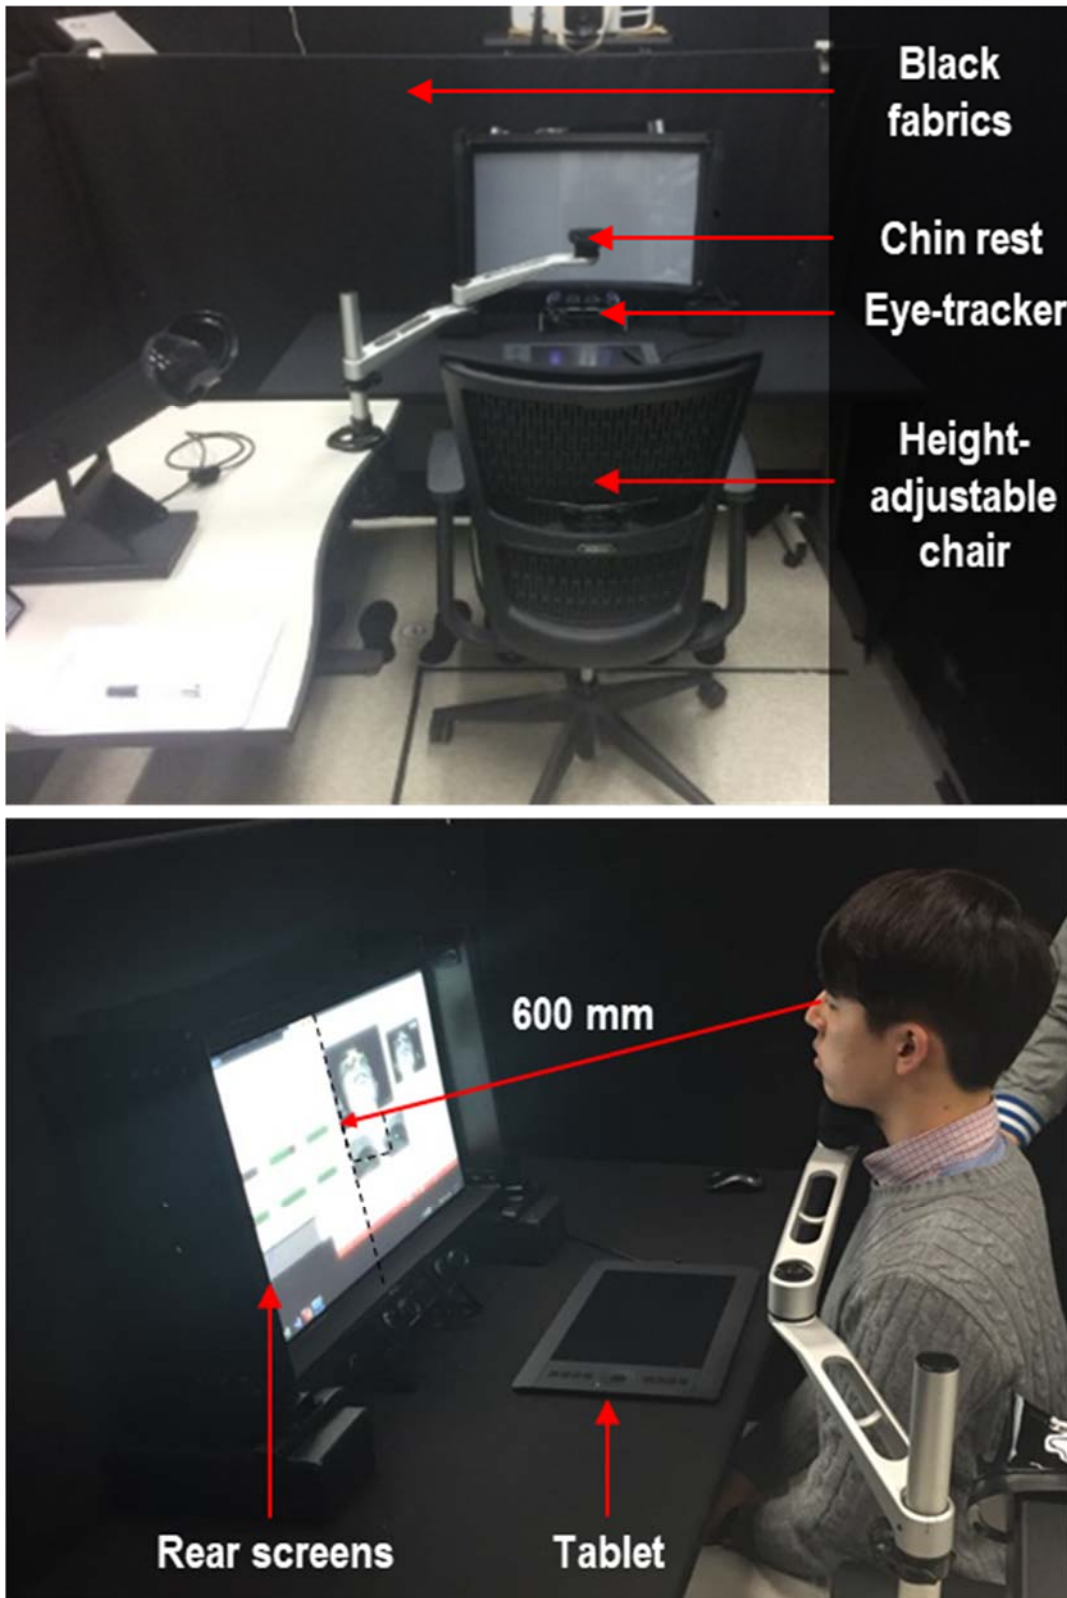 Black
fabrics
Chin rest
Eye-tracker
Height-
adjustable
chair
600 mm
Rear screens
Tablet